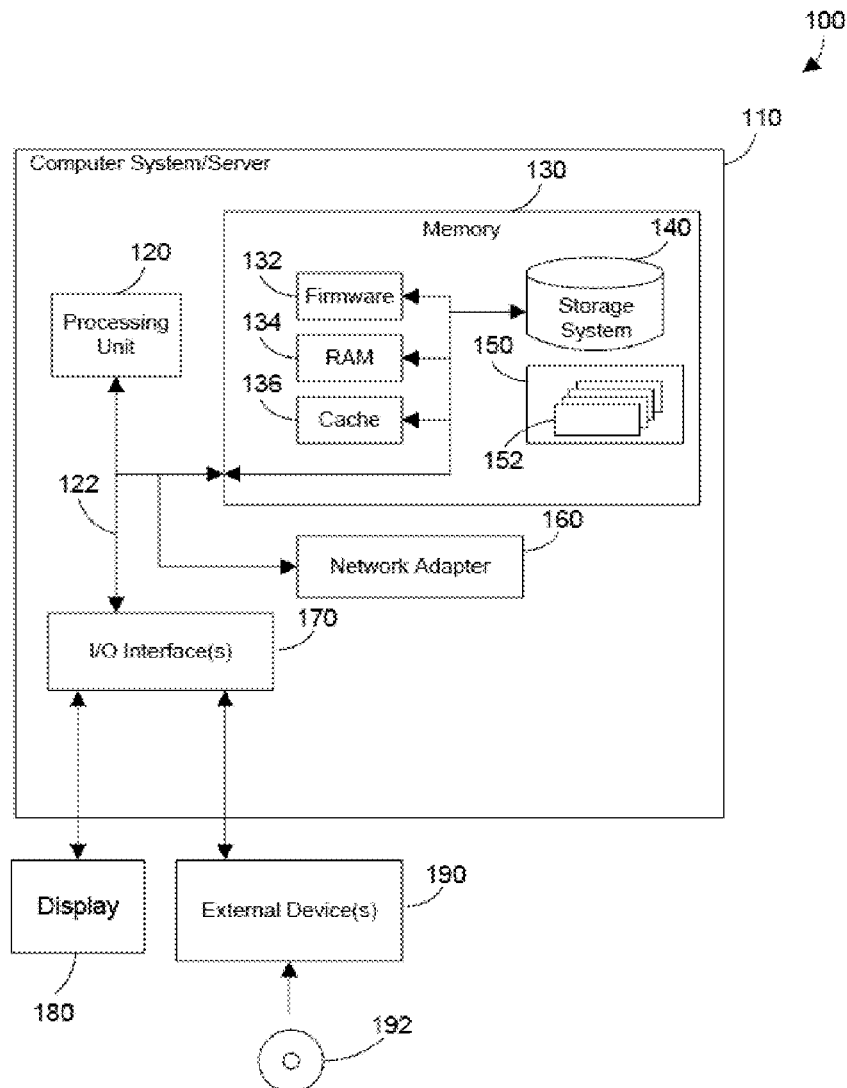 100
110
Computer System/Server
130
Memory
140
120
132
Firmware
Storage
System
Processing
Unit
134
RAM
150
136
Cache
152
122
160
Network Adapter
170
I/O Interface(s)
190
Display
External Device(s)
180
192